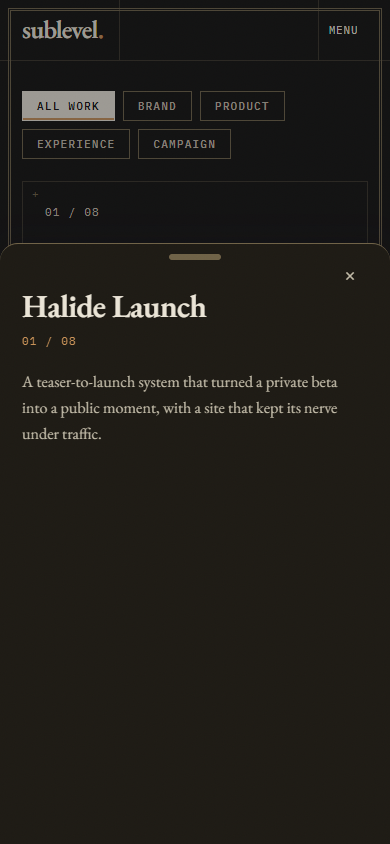 sublevel.
MENU
ALL WORK
BRAND
PRODUCT
EXPERIENCE
CAMPAIGN
+
01 / 08
×
Halide Launch
01 / 08
A teaser-to-launch system that turned a private beta
into a public moment, with a site that kept its nerve
under traffic.